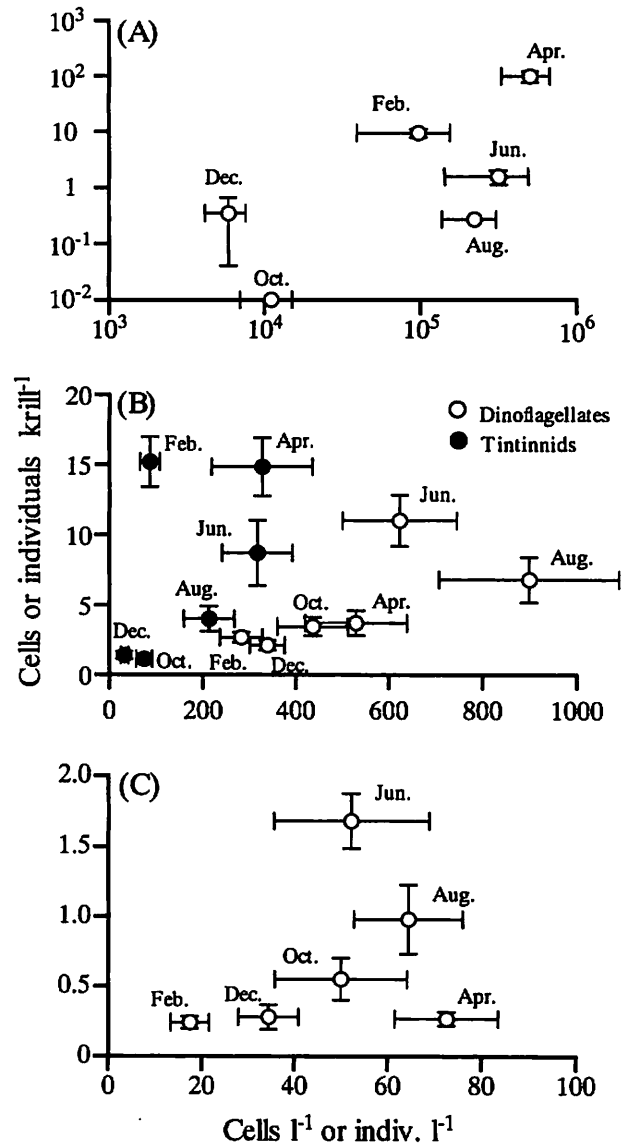 (A)
10³
10²
10
1
10⁻¹
10⁻²
Apr.
Feb.
Jun.
Dec.
Aug.
Oct.
10³ 10⁴ 10⁵ 10⁶
Cells or individuals krill⁻¹
(B)
20
15
10
5
0
Dinoflagellates
Tintinnids
Feb. Apr.
Jun. Jun.
Aug. Aug.
Oct. Apr.
Dec. Oct. Feb. Dec.
0 200 400 600 800 1000
(C)
2.0
1.5
1.0
0.5
0
Jun.
Aug.
Oct.
Feb. Dec. Apr.
0 20 40 60 80 100
Cells l⁻¹ or indiv. l⁻¹